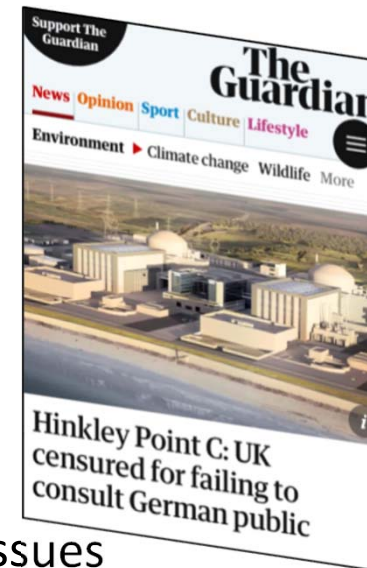 Support The
Guardian
The
Guardian
News Opinion Sport Culture Lifestyle
Environment Climate change Wildlife More
i
Hinkley Point C: UK
censured for failing to
consult German public